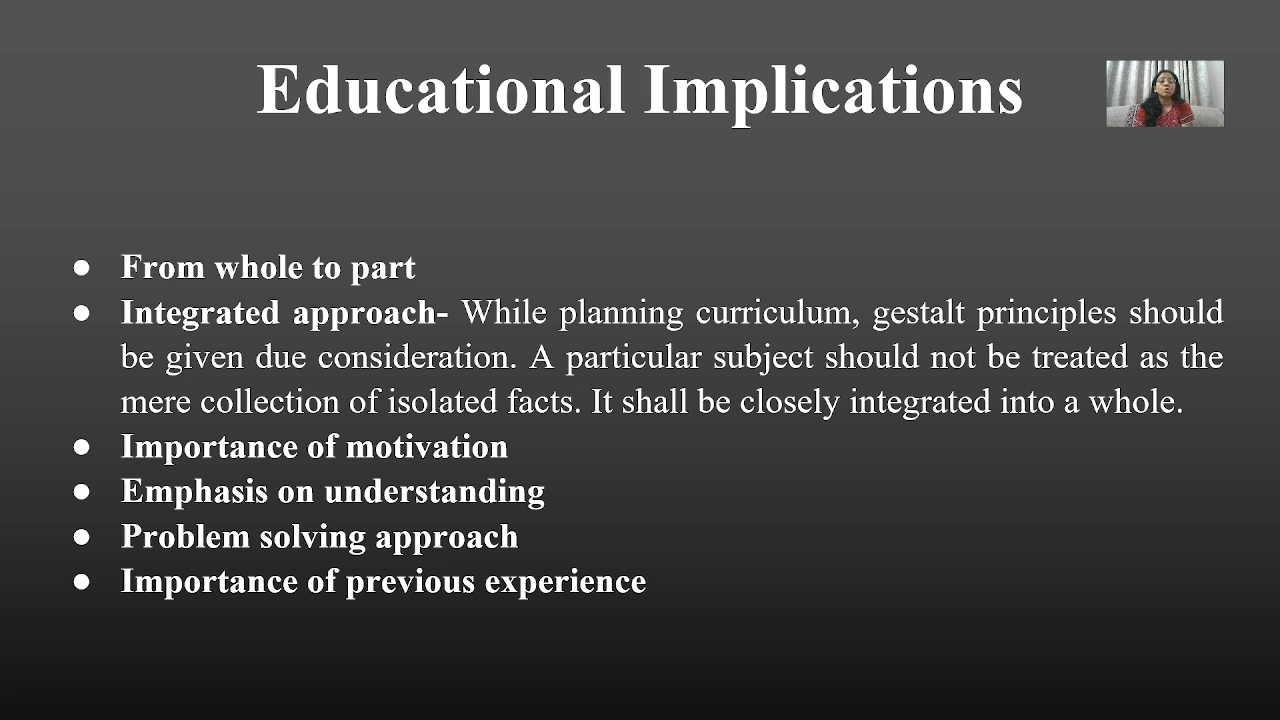 Educational Implications
● From whole to part
● Integrated approach- While planning curriculum, gestalt principles should
be given due consideration. A particular subject should not be treated as the
mere collection of isolated facts. It shall be closely integrated into a whole.
● Importance of motivation
● Emphasis on understanding
● Problem solving approach
● Importance of previous experience